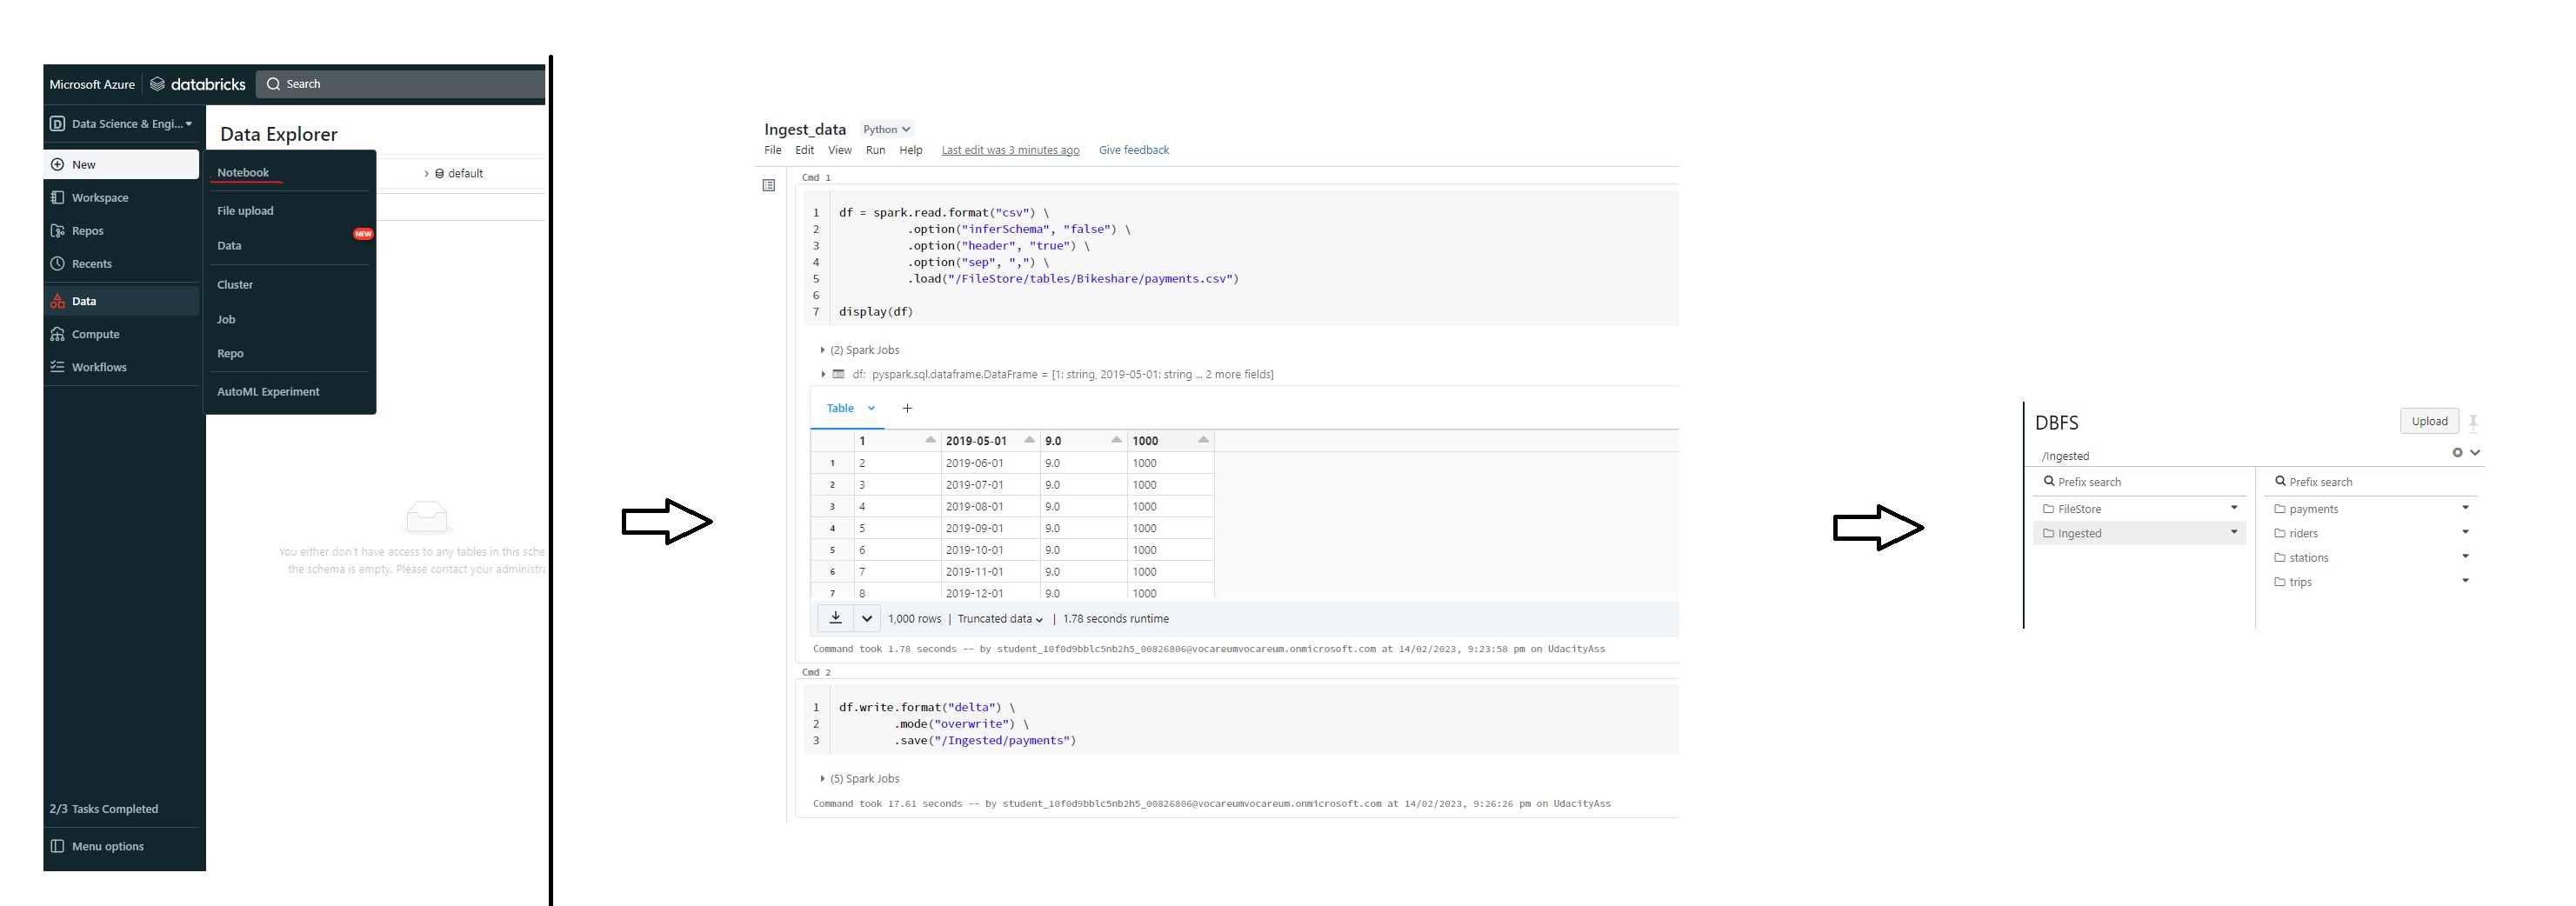 Microsoft Azure databricks Search
Data Science & Engi...
Data Explorer
New
Notebook
default
Workspace
File upload
Repos
NEW
Data
Recents
Cluster
Data
Job
Compute
Repo
Workflows
AutoML Experiment
You either don't have access to any tables in this sche
the schema is empty. Please contact your administra
2/3 Tasks Completed
Menu options
Ingest_data Python
File Edit View Run Help Last edit was 3 minutes ago Give feedback
Cmd 1
1 df = spark.read.format("csv") \
2 .option("inferSchema", "false") \
3 .option("header", "true") \
4 .option("sep", ",") \
5 .load("/FileStore/tables/Bikeshare/payments.csv")
6
7 display(df)
(2) Spark Jobs
df: pyspark.sql.dataframe.DataFrame = [1: string, 2019-05-01: string ... 2 more fields]
Table +
1 2019-05-01 9.0 1000
1 2 2019-06-01 9.0 1000
2 3 2019-07-01 9.0 1000
3 4 2019-08-01 9.0 1000
4 5 2019-09-01 9.0 1000
5 6 2019-10-01 9.0 1000
6 7 2019-11-01 9.0 1000
7 8 2019-12-01 9.0 1000
1,000 rows | Truncated data | 1.78 seconds runtime
Command took 1.78 seconds -- by student_10f0d9bblc5nb2h5_00826806@vocareumvocareum.onmicrosoft.com at 14/02/2023, 9:23:58 pm on UdacityAss
Cmd 2
1 df.write.format("delta") \
2 .mode("overwrite") \
3 .save("/Ingested/payments")
(5) Spark Jobs
Command took 17.61 seconds -- by student_10f0d9bblc5nb2h5_00826806@vocareumvocareum.onmicrosoft.com at 14/02/2023, 9:26:26 pm on UdacityAss
DBFS Upload
/Ingested
Prefix search Prefix search
FileStore payments
Ingested riders
stations
trips